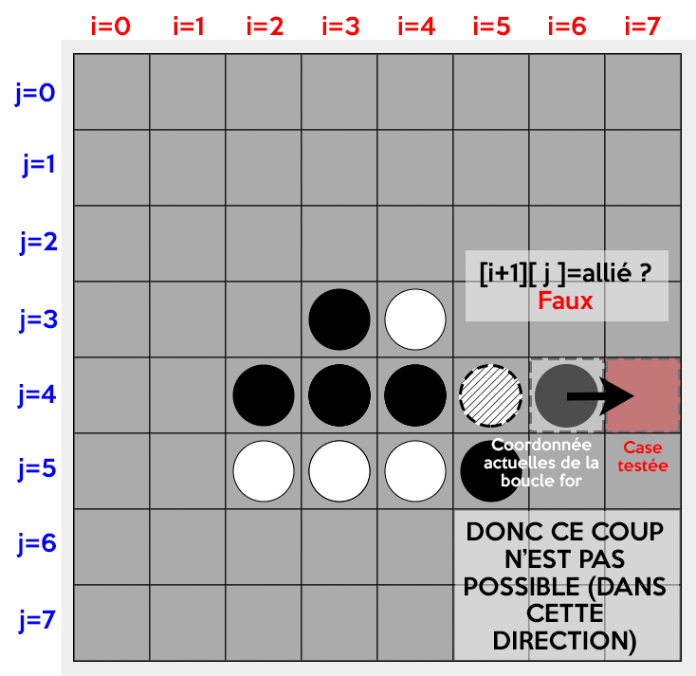 i=0 i=1 i=2 i=3 i=4 i=5 i=6 i=7
j=0
j=1
j=2
[i+1][ j ]=allié ?
Faux
j=3
j=4
Coordonnée
actuelles de la
boucle for
Case
testée
j=5
DONC CE COUP
N'EST PAS
POSSIBLE (DANS
CETTE
DIRECTION)
j=6
j=7